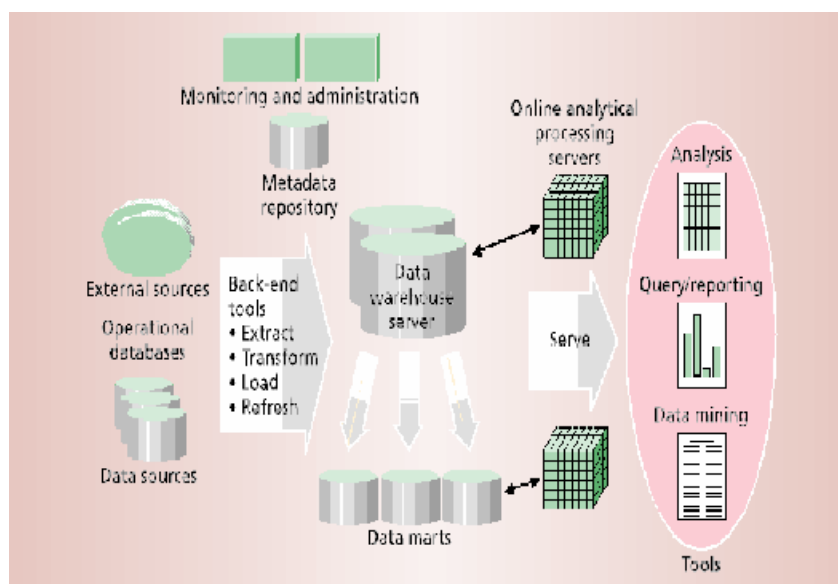 Monitoring and administration
Metadata
repository
Online analytical
processing
servers
Analysis
External sources
Operational
databases
Data sources
Back-end
tools
• Extract
• Transform
• Load
• Refresh
Data
warehouse
server
Serve
Query/reporting
Data mining
Data marts
Tools